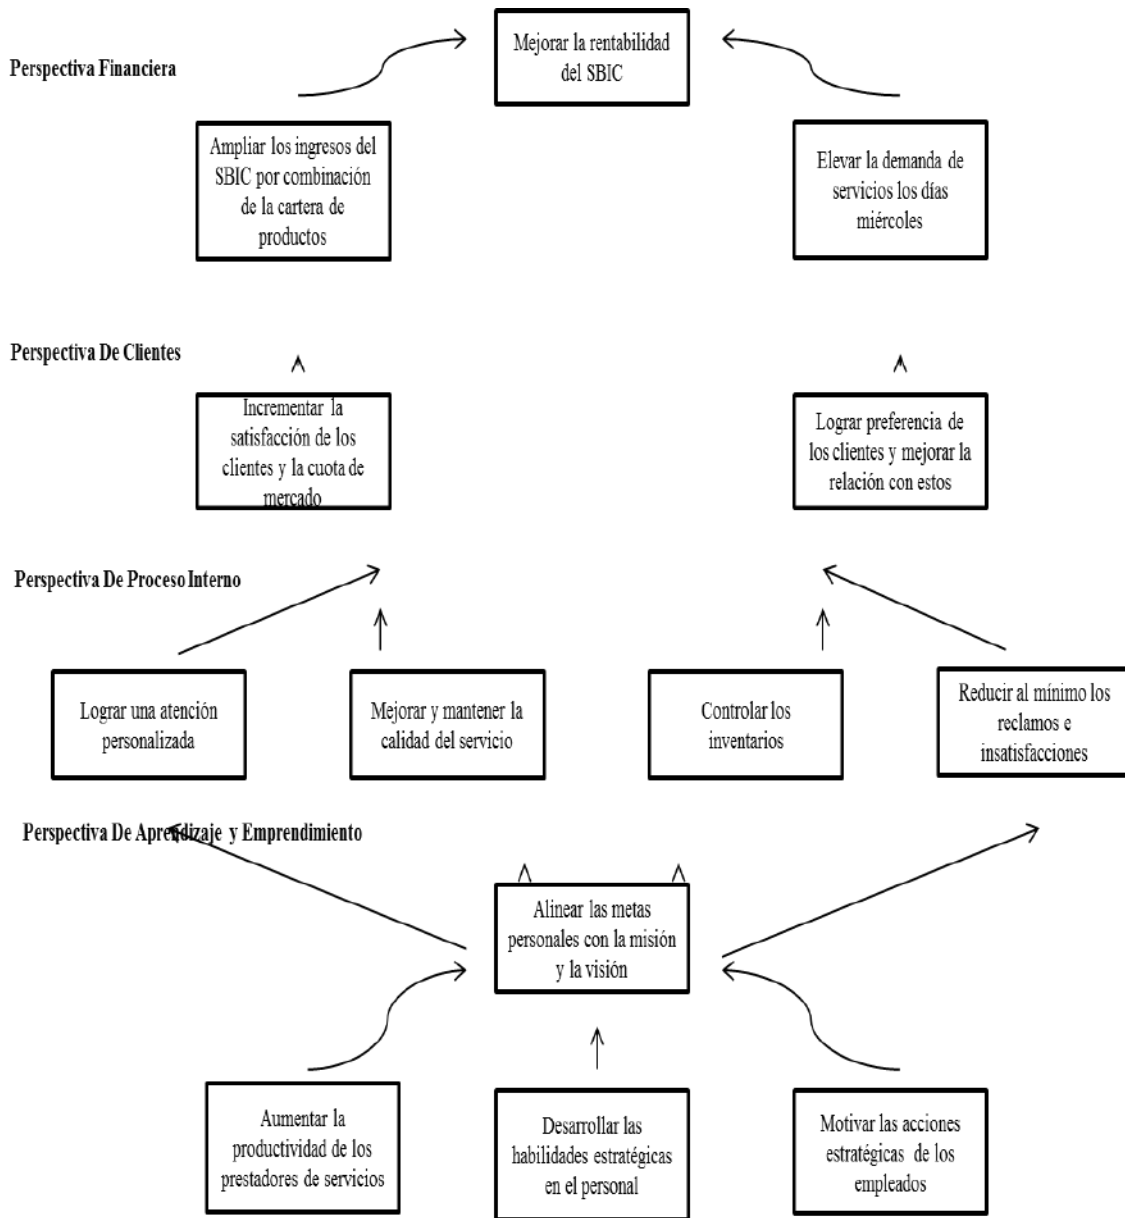 Mejorar la rentabilidad
del SBIC
Perspectiva Financiera
Ampliar los ingresos del
SBIC por combinación
de la cartera de
productos
Elevar la demanda de
servicios los días
miércoles
Perspectiva De Clientes
Incrementar la
satisfacción de los
clientes y la cuota de
mercado
Lograr preferencia de
los clientes y mejorar la
relación con estos
Perspectiva De Proceso Interno
Lograr una atención
personalizada
Mejorar y mantener la
calidad del servicio
Controlar los
inventarios
Reducir al mínimo los
reclamos e
insatisfacciones
Perspectiva De Aprendizaje y Emprendimiento
Alinear las metas
personales con la misión
y la visión
Aumentar la
productividad de los
prestadores de servicios
Desarrollar las
habilidades estratégicas
en el personal
Motivar las acciones
estratégicas de los
empleados